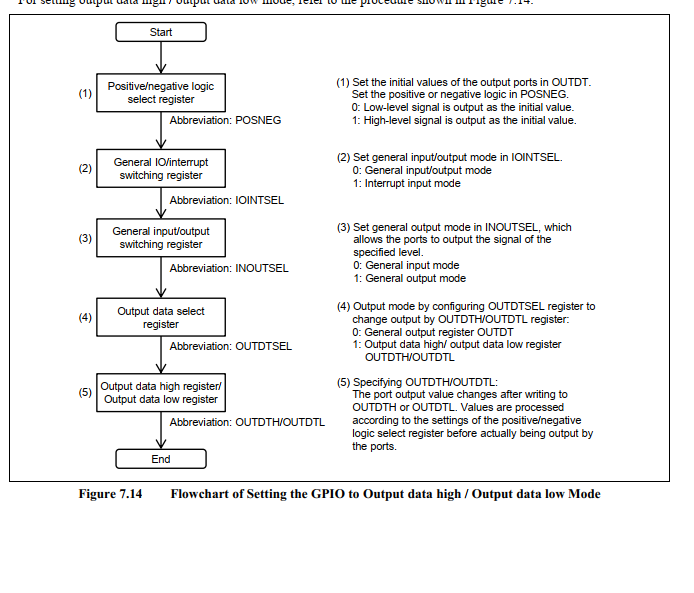 For setting output data high / output data low mode, refer to the procedure shown in Figure 7.14.
Start
(1)
Positive/negative logic
select register
Abbreviation: POSNEG
(1) Set the initial values of the output ports in OUTDT.
Set the positive or negative logic in POSNEG.
0: Low-level signal is output as the initial value.
1: High-level signal is output as the initial value.
(2)
General IO/interrupt
switching register
Abbreviation: IOINTSEL
(2) Set general input/output mode in IOINTSEL.
0: General input/output mode
1: Interrupt input mode
(3)
General input/output
switching register
Abbreviation: INOUTSEL
(3) Set general output mode in INOUTSEL, which
allows the ports to output the signal of the
specified level.
0: General input mode
1: General output mode
(4)
Output data select
register
Abbreviation: OUTDTSEL
(4) Output mode by configuring OUTDTSEL register to
change output by OUTDTH/OUTDTL register:
0: General output register OUTDT
1: Output data high/ output data low register
OUTDTH/OUTDTL
(5)
Output data high register/
Output data low register
Abbreviation: OUTDTH/OUTDTL
(5) Specifying OUTDTH/OUTDTL:
The port output value changes after writing to
OUTDTH or OUTDTL. Values are processed
according to the settings of the positive/negative
logic select register before actually being output by
the ports.
End
Figure 7.14 Flowchart of Setting the GPIO to Output data high / Output data low Mode